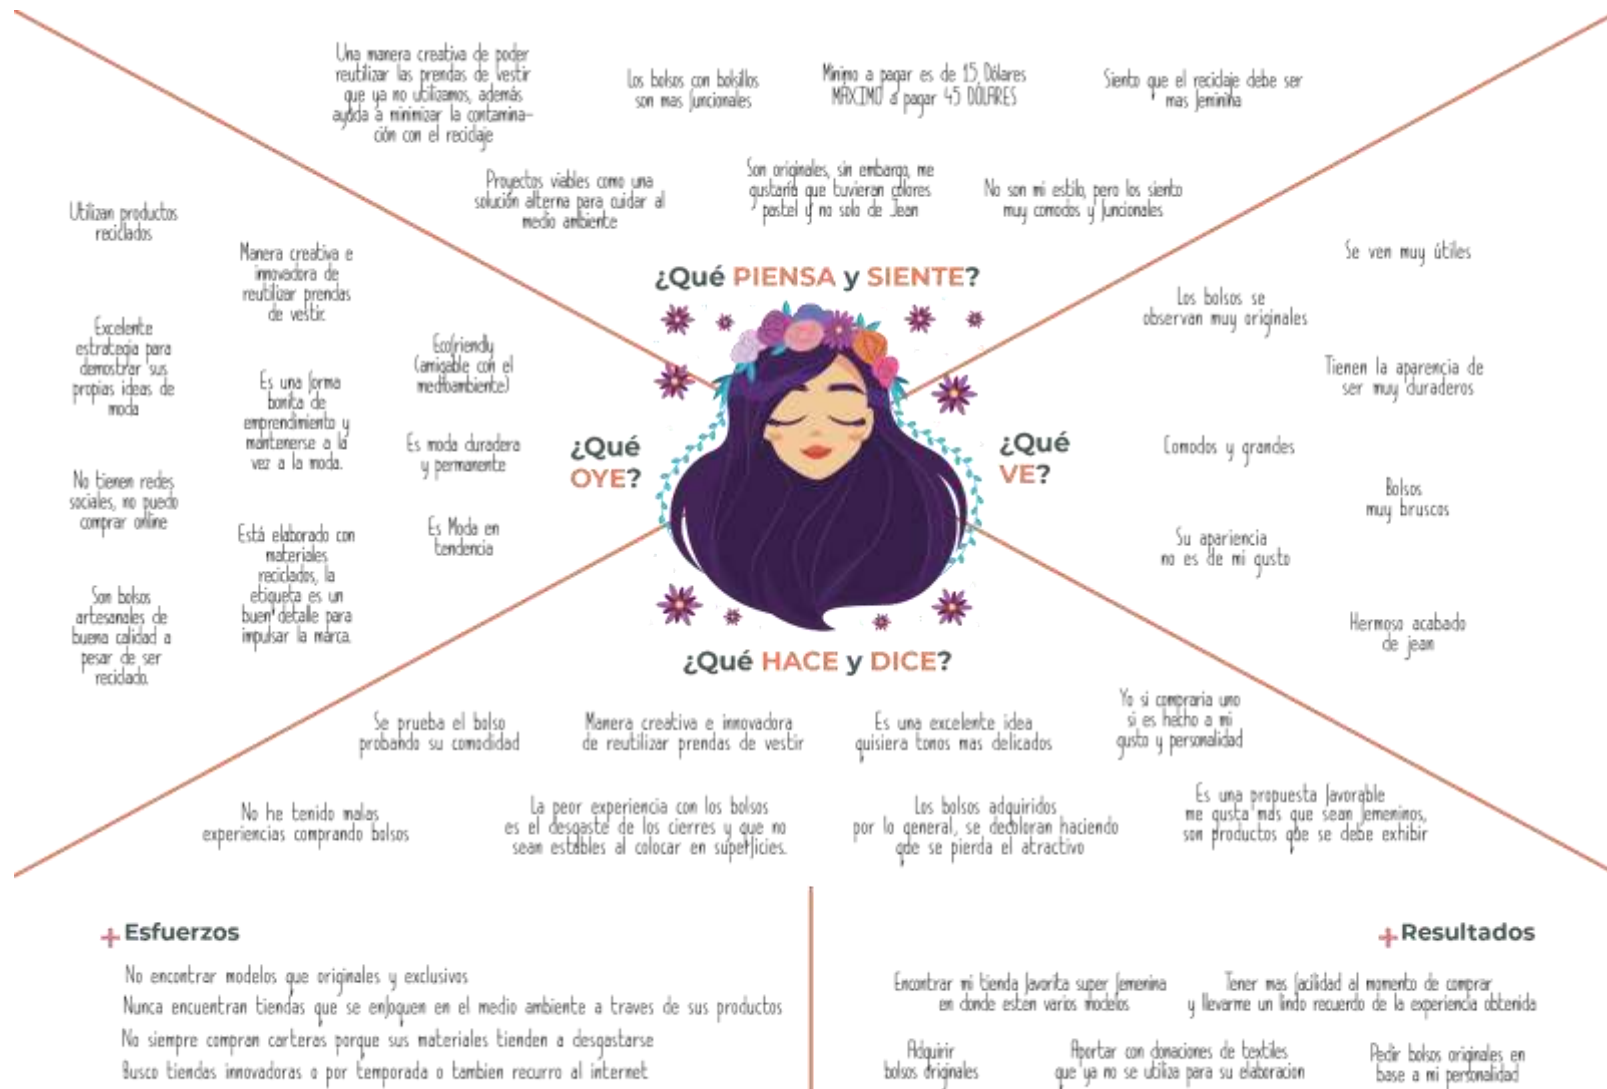 Una manera creativa de poder
reutilizar las prendas de vestir
que ya no utilizamos, además
ayuda a minimizar la contamina-
ción con el reciclaje
Los bolsos con bolsillos
son mas funcionales
Minimo a pagar es de 15 Dólares
MAXIMO a pagar 45 DÓLARES
Siento que el reciclaje debe ser
mas feminina
Proyectos viables como una
solución alterna para cuidar al
medio ambiente
Son originales, sin embargo, me
gustaria que tuvieran colores
pastel y no solo de Jean
No son mi estilo, pero los siento
muy comodos y funcionales
¿Qué PIENSA y SIENTE?
Utilizan productos
reciclados
Excelente
estrategia para
demostrar sus
propias ideas de
moda
No tienen redes
sociales, no puedo
comprar online
Son bolsos
artesanales de
buena calidad a
pesar de ser
reciclado.
Manera creativa e
innovadora de
reutilizar prendas
de vestir.
Es una forma
bonita de
emprendimiento y
mantenerse a la
vez a la moda.
Está elaborado con
materiales
reciclados, la
etiqueta es un
buen detalle para
impulsar la marca.
Ecofriendly
(amigable con el
medioambiente)
Es moda duradera
y permanente
Es Moda en
tendencia
¿Qué
OYE?
¿Qué
VE?
Se ven muy útiles
Los bolsos se
observan muy originales
Tienen la aparencia de
ser muy duraderos
Comodos y grandes
Bolsos
muy bruscos
Su apariencia
no es de mi gusto
Hermoso acabado
de jean
¿Qué HACE y DICE?
Se prueba el bolso
probando su comodidad
Manera creativa e innovadora
de reutilizar prendas de vestir
Es una excelente idea
quisiera tonos mas delicados
Yo si compraria uno
si es hecho a mi
gusto y personalidad
No he tenido malas
experiencias comprando bolsos
La peor experiencia con los bolsos
es el desgaste de los cierres y que no
sean estables al colocar en superficies.
Los bolsos adquiridos
por lo general, se decoloran haciendo
que se pierda el atractivo
Es una propuesta favorable
me gusta mas que sean femeninos,
son productos que se debe exhibir
+ Esfuerzos
No encontrar modelos que originales y exclusivos
Nunca encuentran tiendas que se enfoquen en el medio ambiente a traves de sus productos
No siempre compran carteras porque sus materiales tienden a desgastarse
Busco tiendas innovadoras o por temporada o tambien recurro al internet
+ Resultados
Encontrar mi tienda favorita super femenina
en donde esten varios modelos
Tener mas facilidad al momento de comprar
y llevarme un lindo recuerdo de la experiencia obtenida
Adquirir
bolsos originales
Aportar con donaciones de textiles
que ya no se utiliza para su elaboracion
Pedir bolsos originales en
base a mi personalidad